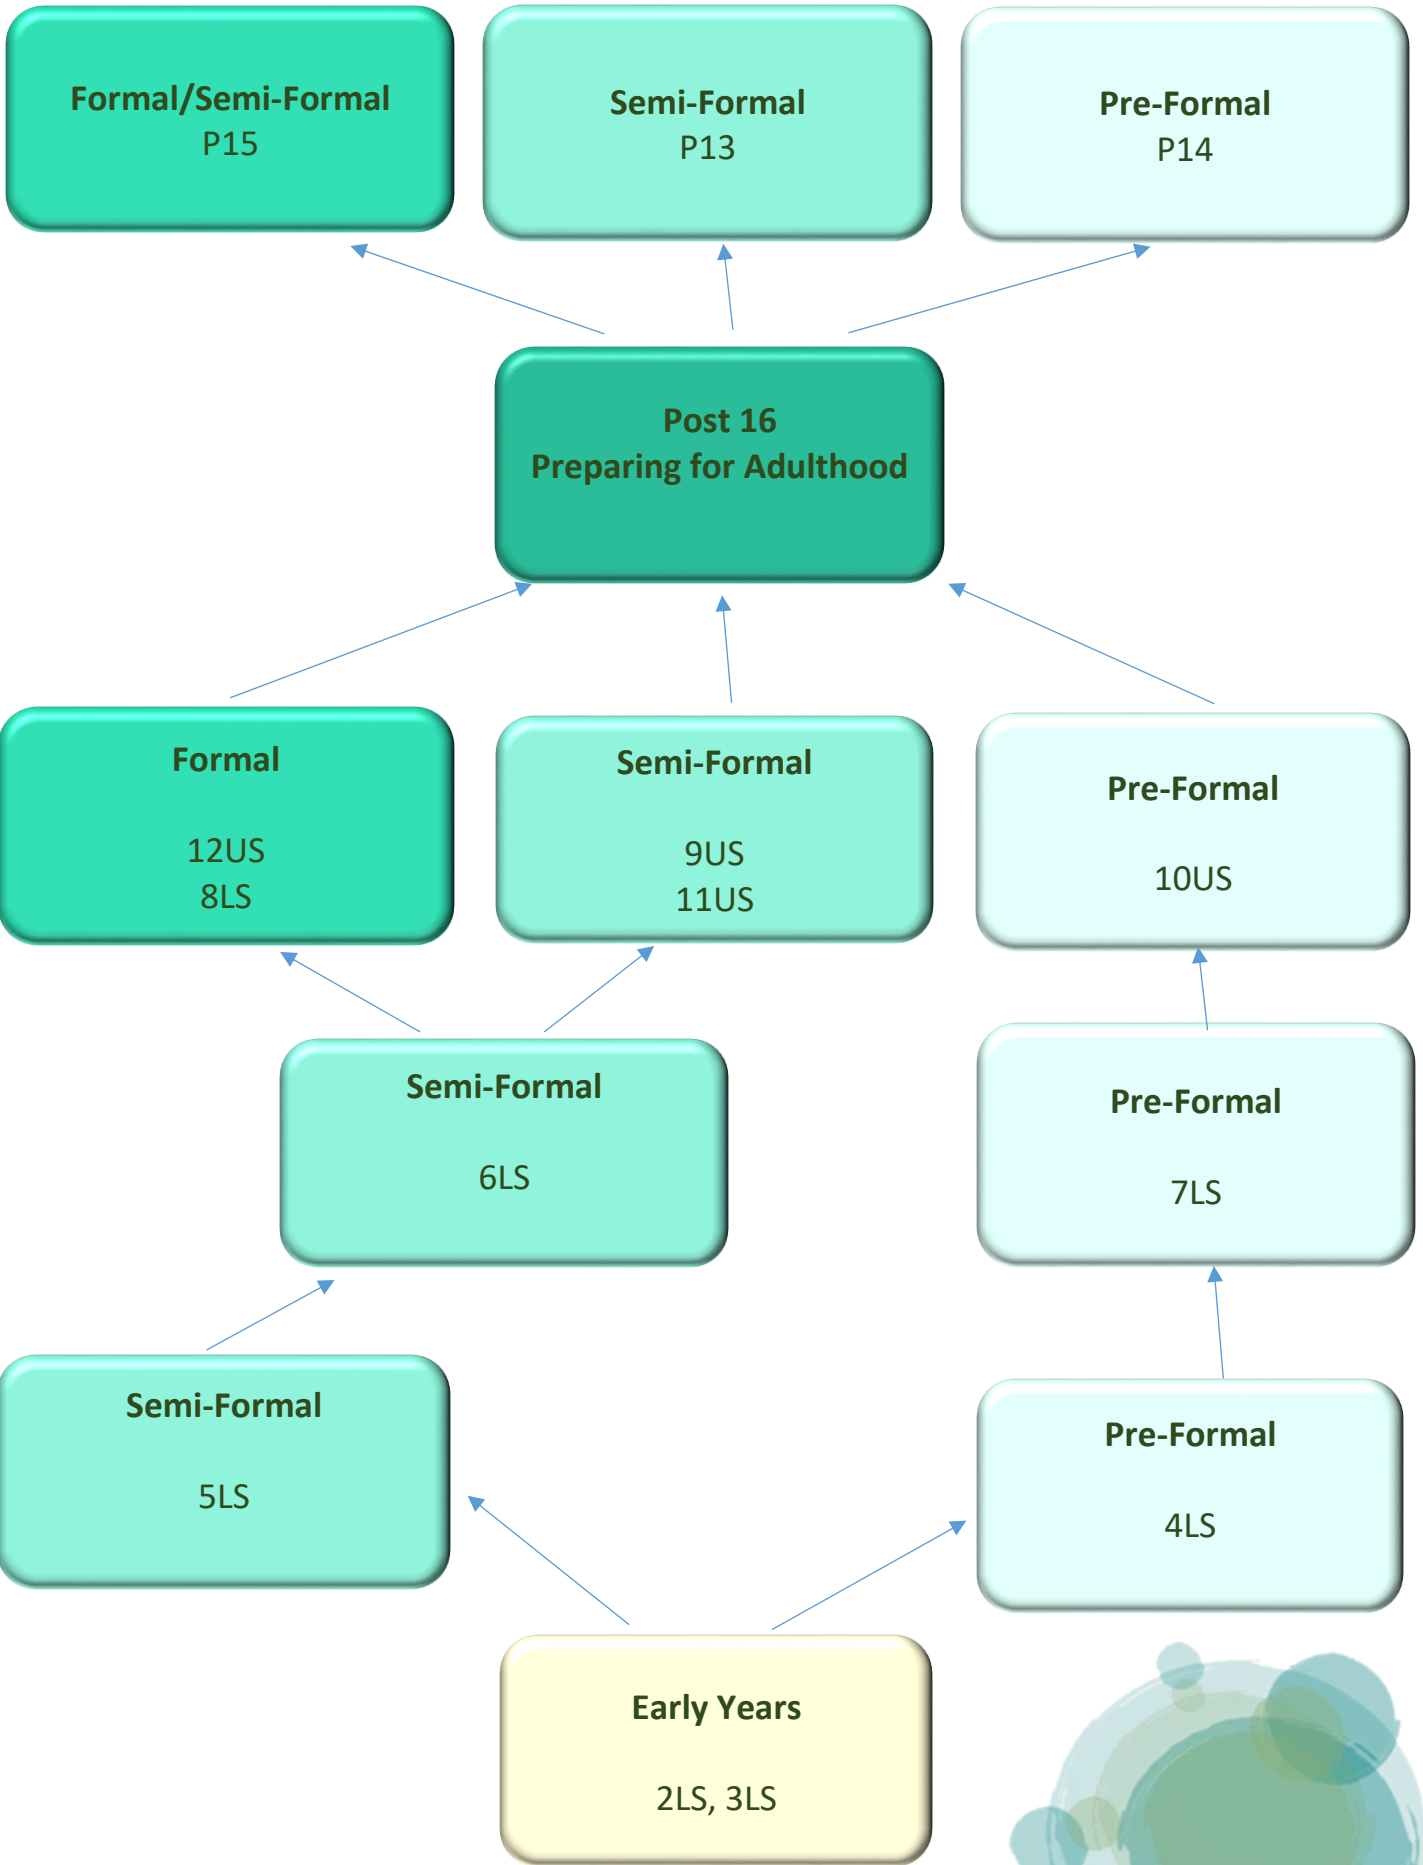 Formal/Semi-Formal
P15
Semi-Formal
P13
Pre-Formal
P14
Post 16
Preparing for Adulthood
Formal
12US
8LS
Semi-Formal
9US
11US
Pre-Formal
10US
Semi-Formal
6LS
Pre-Formal
7LS
Semi-Formal
5LS
Pre-Formal
4LS
Early Years
2LS, 3LS